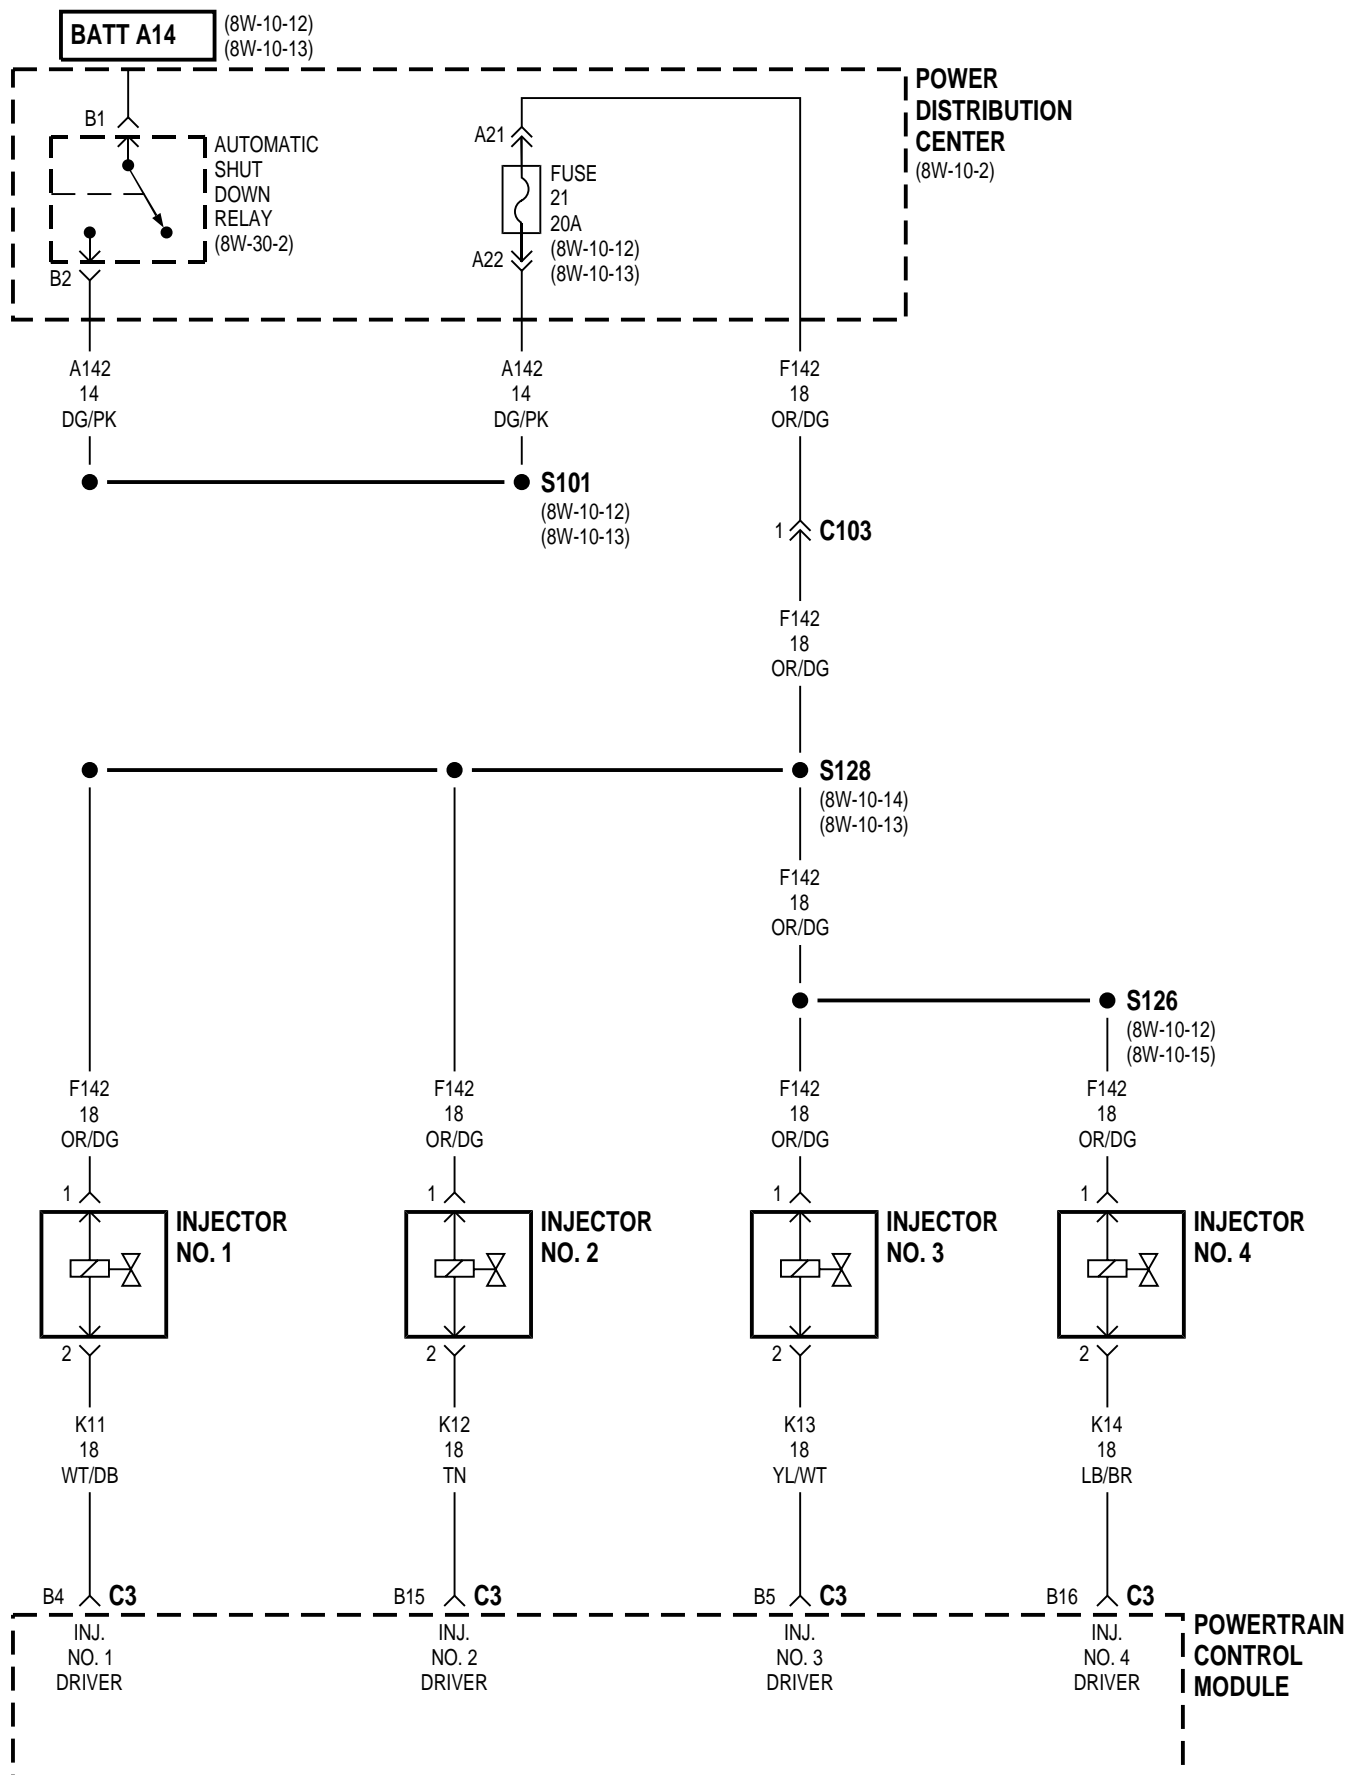 BATT A14
(8W-10-12)
(8W-10-13)
POWER
DISTRIBUTION
CENTER
(8W-10-2)
B1
AUTOMATIC
SHUT
DOWN
RELAY
(8W-30-2)
B2
A21
FUSE
21
20A
(8W-10-12)
(8W-10-13)
A22
A142
14
DG/PK
A142
14
DG/PK
F142
18
OR/DG
S101
(8W-10-12)
(8W-10-13)
1
C103
F142
18
OR/DG
S128
(8W-10-14)
(8W-10-13)
F142
18
OR/DG
S126
(8W-10-12)
(8W-10-15)
F142
18
OR/DG
F142
18
OR/DG
F142
18
OR/DG
F142
18
OR/DG
1
INJECTOR
NO. 1
2
1
INJECTOR
NO. 2
2
1
INJECTOR
NO. 3
2
1
INJECTOR
NO. 4
2
K11
18
WT/DB
K12
18
TN
K13
18
YL/WT
K14
18
LB/BR
B4 C3
B15 C3
B5 C3
B16 C3
INJ.
NO. 1
DRIVER
INJ.
NO. 2
DRIVER
INJ.
NO. 3
DRIVER
INJ.
NO. 4
DRIVER
POWERTRAIN
CONTROL
MODULE